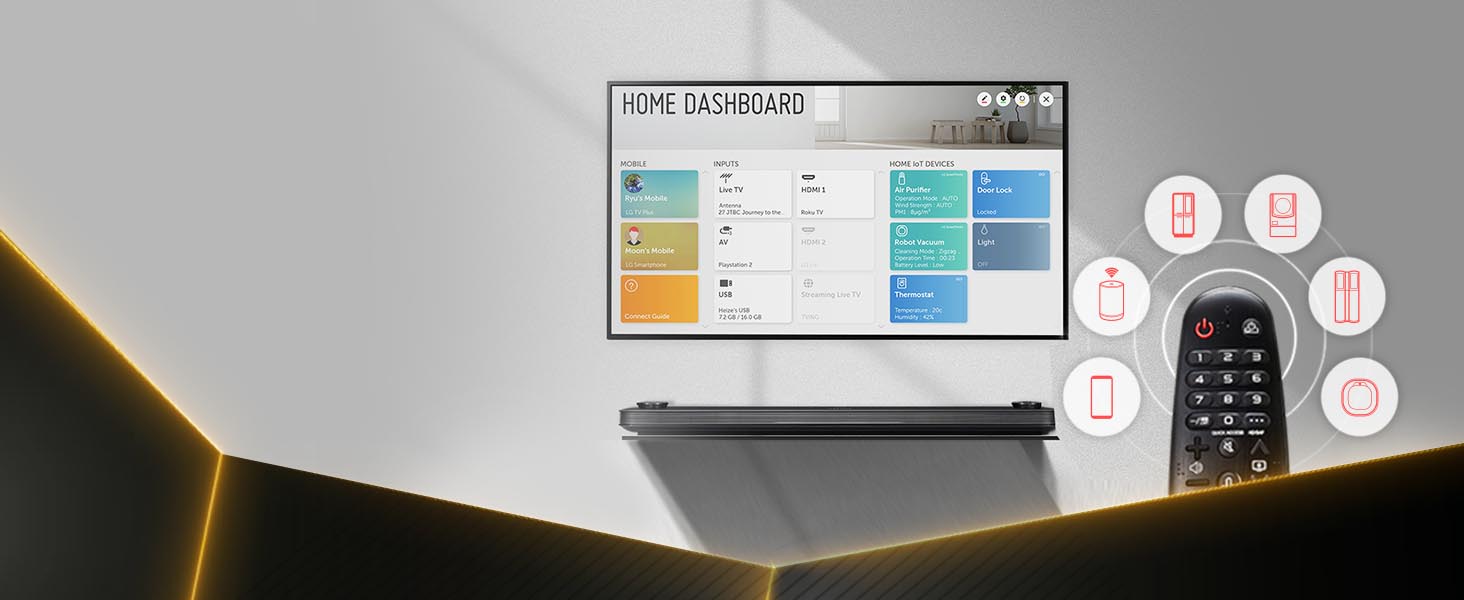 HOME DASHBOARD
MOBILE
Ryu's Mobile
LG TV Plus
Moon's Mobile
LG Smartphone
Connect Guide
INPUTS
Live TV
Antenna
27 JTBC Journey to the...
HDMI 1
Roku TV
AV
Playstation 2
HDMI 2
USB
Heize's USB
7.2 GB / 16.0 GB
Streaming Live TV
TVING
HOME IoT DEVICES
Air Purifier
Operation Mode : AUTO
Wind Strength : AUTO
PM1 : 8μg/m³
Door Lock
Locked
Robot Vacuum
Cleaning Mode : Zigzag
Operation Time : 00:23
Battery Level : Low
Light
OFF
Thermostat
Temperature : 20c
Humidity : 42%
1 2 3
4 5 6
7 8 9
-/ 0 ...
QUICK ACCESS